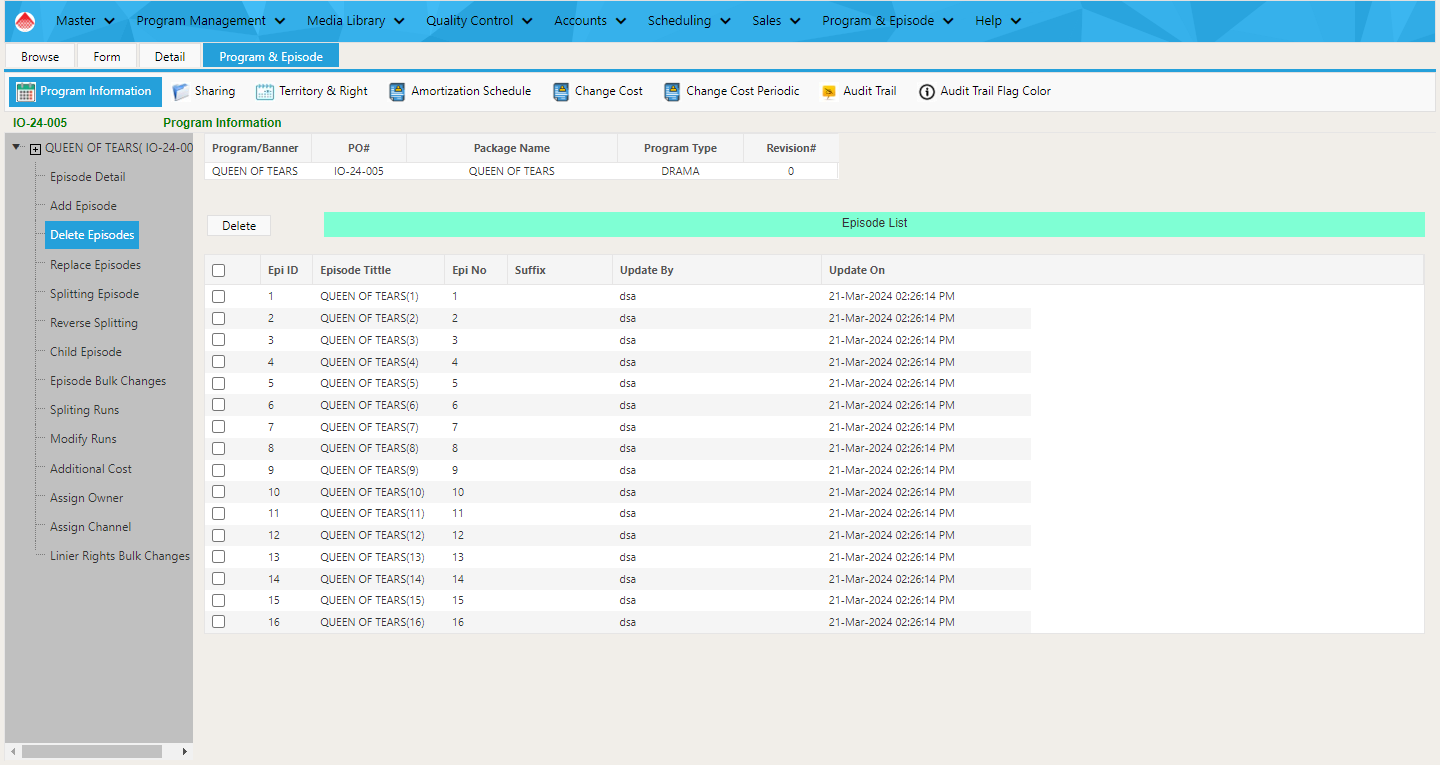 Master Program Management Media Library Quality Control Accounts Scheduling Sales Program & Episode Help
Browse Form Detail Program & Episode
Program Information Sharing Territory & Right Amortization Schedule Change Cost Change Cost Periodic Audit Trail Audit Trail Flag Color
IO-24-005 Program Information
QUEEN OF TEARS( IO-24-00
Episode Detail
Add Episode
Delete Episodes
Replace Episodes
Splitting Episode
Reverse Splitting
Child Episode
Episode Bulk Changes
Spliting Runs
Modify Runs
Additional Cost
Assign Owner
Assign Channel
Linier Rights Bulk Changes
Program/Banner PO# Package Name Program Type Revision#
QUEEN OF TEARS IO-24-005 QUEEN OF TEARS DRAMA 0
Delete Episode List
Epi ID Episode Tittle Epi No Suffix Update By Update On
1 QUEEN OF TEARS(1) 1 dsa 21-Mar-2024 02:26:14 PM
2 QUEEN OF TEARS(2) 2 dsa 21-Mar-2024 02:26:14 PM
3 QUEEN OF TEARS(3) 3 dsa 21-Mar-2024 02:26:14 PM
4 QUEEN OF TEARS(4) 4 dsa 21-Mar-2024 02:26:14 PM
5 QUEEN OF TEARS(5) 5 dsa 21-Mar-2024 02:26:14 PM
6 QUEEN OF TEARS(6) 6 dsa 21-Mar-2024 02:26:14 PM
7 QUEEN OF TEARS(7) 7 dsa 21-Mar-2024 02:26:14 PM
8 QUEEN OF TEARS(8) 8 dsa 21-Mar-2024 02:26:14 PM
9 QUEEN OF TEARS(9) 9 dsa 21-Mar-2024 02:26:14 PM
10 QUEEN OF TEARS(10) 10 dsa 21-Mar-2024 02:26:14 PM
11 QUEEN OF TEARS(11) 11 dsa 21-Mar-2024 02:26:14 PM
12 QUEEN OF TEARS(12) 12 dsa 21-Mar-2024 02:26:14 PM
13 QUEEN OF TEARS(13) 13 dsa 21-Mar-2024 02:26:14 PM
14 QUEEN OF TEARS(14) 14 dsa 21-Mar-2024 02:26:14 PM
15 QUEEN OF TEARS(15) 15 dsa 21-Mar-2024 02:26:14 PM
16 QUEEN OF TEARS(16) 16 dsa 21-Mar-2024 02:26:14 PM